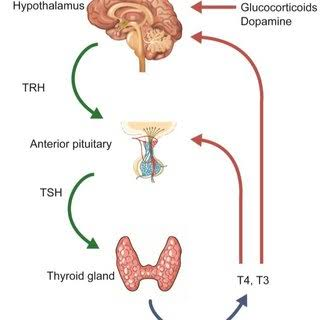 Hypothalamus
Glucocorticoids
Dopamine
TRH
Anterior pituitary
TSH
Thyroid gland
T4, T3